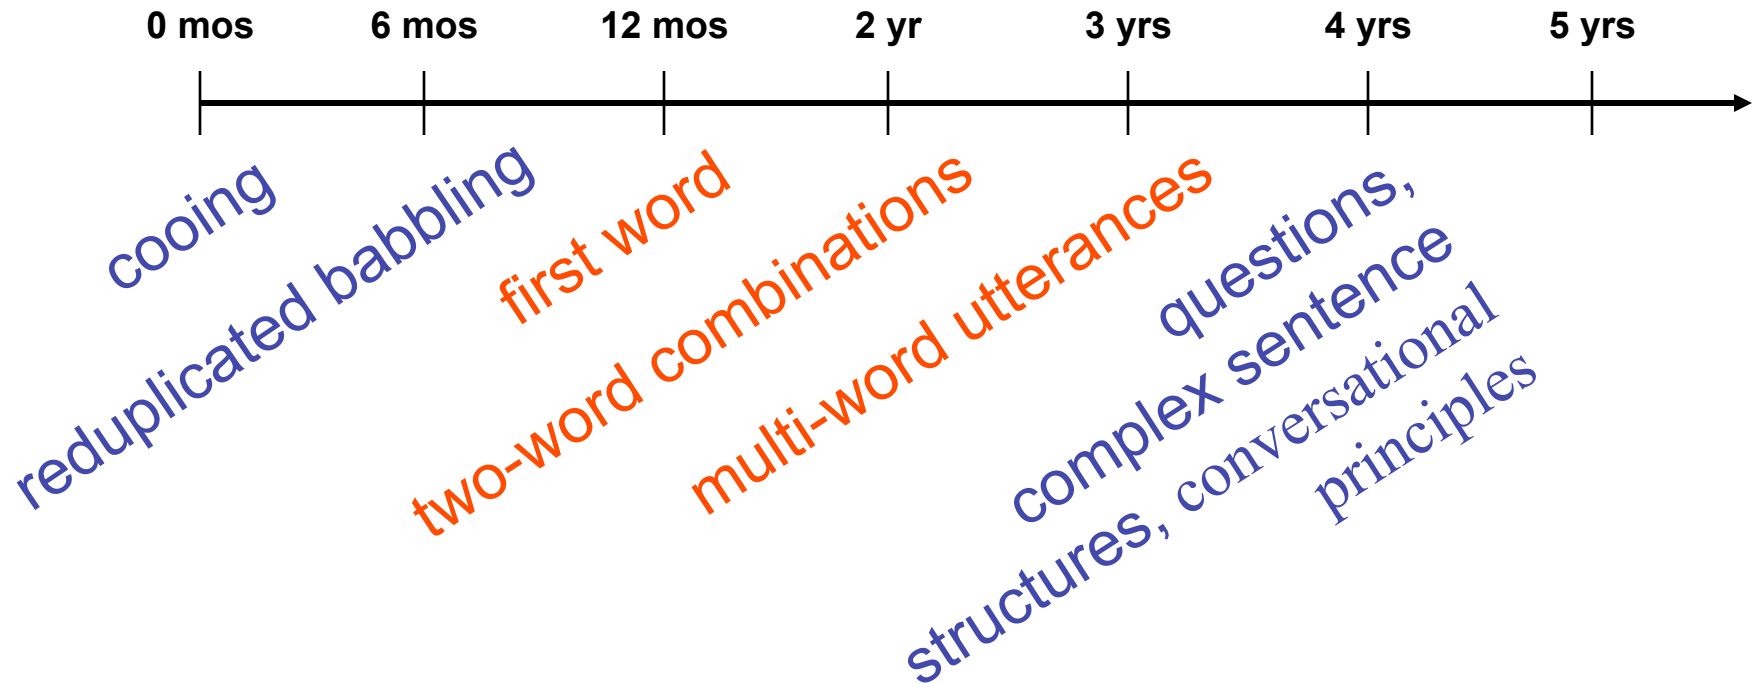 0 mos 6 mos 12 mos 2 yr 3 yrs 4 yrs 5 yrs
cooing
reduplicated babbling
first word
two-word combinations
multi-word utterances
questions,
complex sentence
structures, conversational
principles